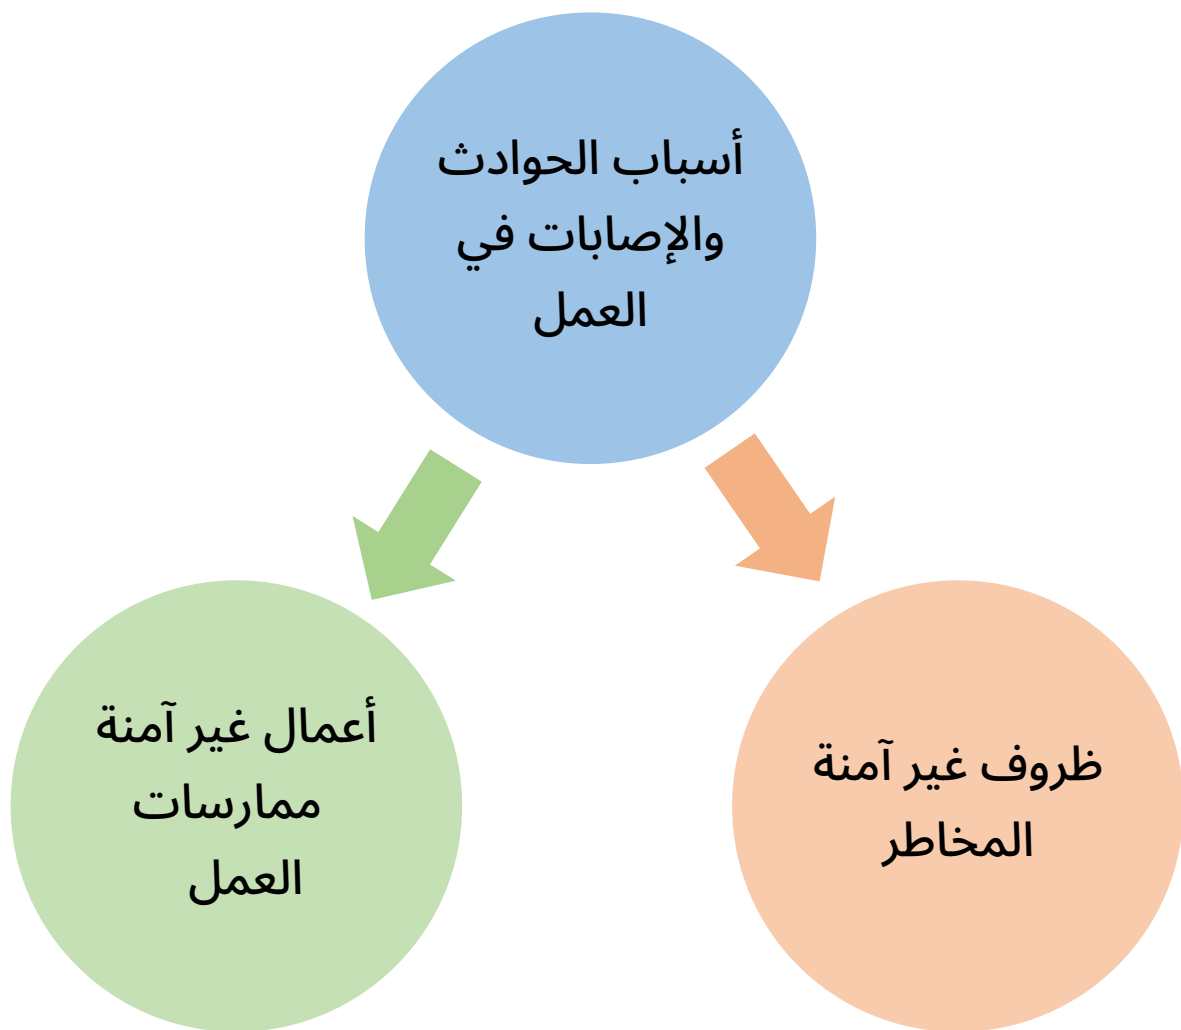 أسباب الحوادث
والإصابات في
العمل
ظروف غير آمنة
المخاطر
أعمال غير آمنة
ممارسات
العمل